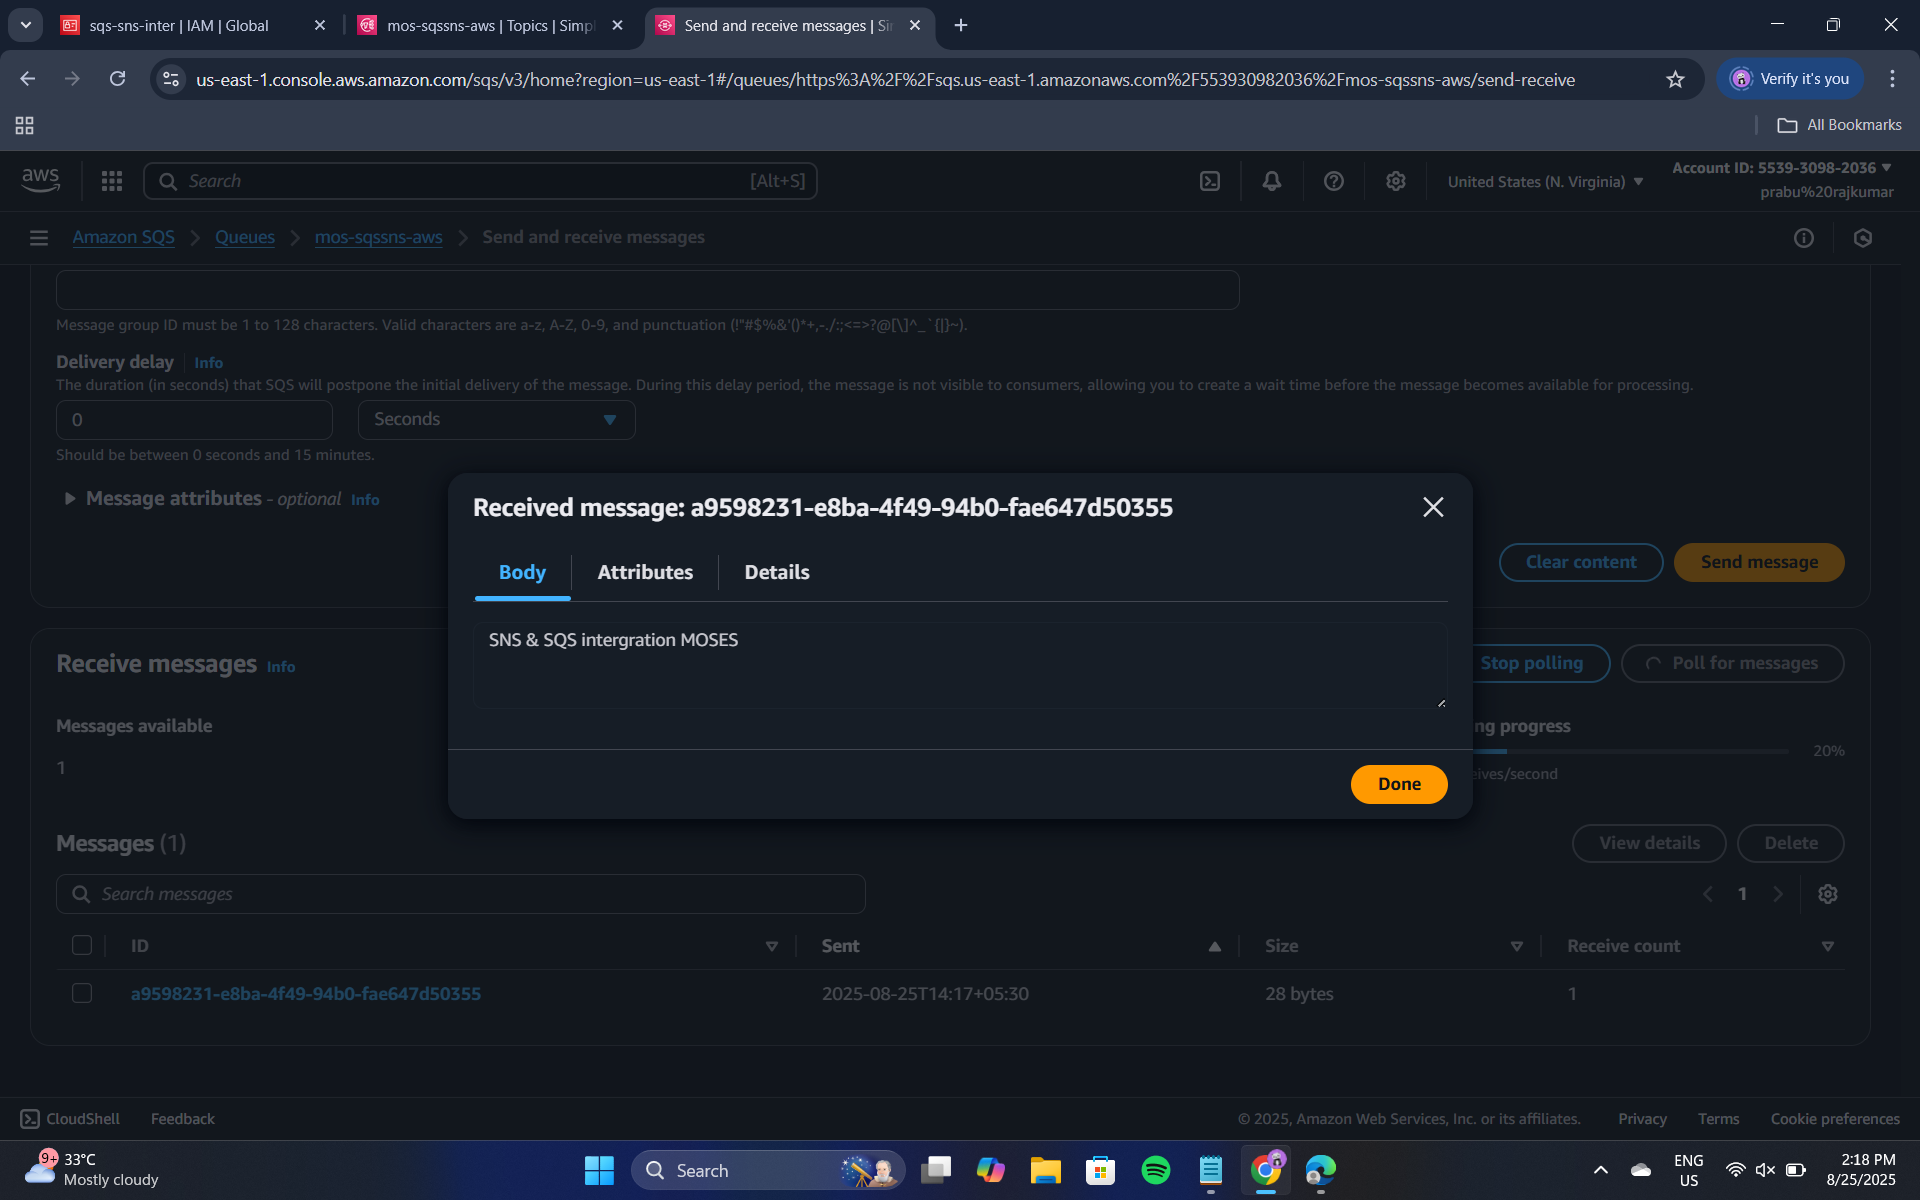 sqs-sns-inter | IAM | Global
mos-sqssns-aws | Topics | Simp
Send and receive messages | Si
us-east-1.console.aws.amazon.com/sqs/v3/home?region=us-east-1#/queues/https%3A%2F%2Fsqs.us-east-1.amazonaws.com%2F553930982036%2Fmos-sqssns-aws/send-receive
Verify it's you
All Bookmarks
aws
Search
[Alt+S]
United States (N. Virginia)
Account ID: 5539-3098-2036
prabu%20rajkumar
Amazon SQS
Queues
mos-sqssns-aws
Send and receive messages
Message group ID must be 1 to 128 characters. Valid characters are a-z, A-Z, 0-9, and punctuation (!"#$%&'()*+,-./:;<=>?@[\]^_`{|}~).
Delivery delay Info
The duration (in seconds) that SQS will postpone the initial delivery of the message. During this delay period, the message is not visible to consumers, allowing you to create a wait time before the message becomes available for processing.
0
Seconds
Should be between 0 seconds and 15 minutes.
Message attributes - optional Info
Clear content
Send message
Received message: a9598231-e8ba-4f49-94b0-fae647d50355
Body
Attributes
Details
SNS & SQS intergration MOSES
Done
Receive messages Info
Stop polling
Poll for messages
Messages available
1
ng progress
20%
eives/second
Messages (1)
View details
Delete
Search messages
1
ID
Sent
Size
Receive count
a9598231-e8ba-4f49-94b0-fae647d50355
2025-08-25T14:17+05:30
28 bytes
1
CloudShell
Feedback
© 2025, Amazon Web Services, Inc. or its affiliates.
Privacy
Terms
Cookie preferences
9+
33°C
Mostly cloudy
Search
ENG
US
2:18 PM
8/25/2025